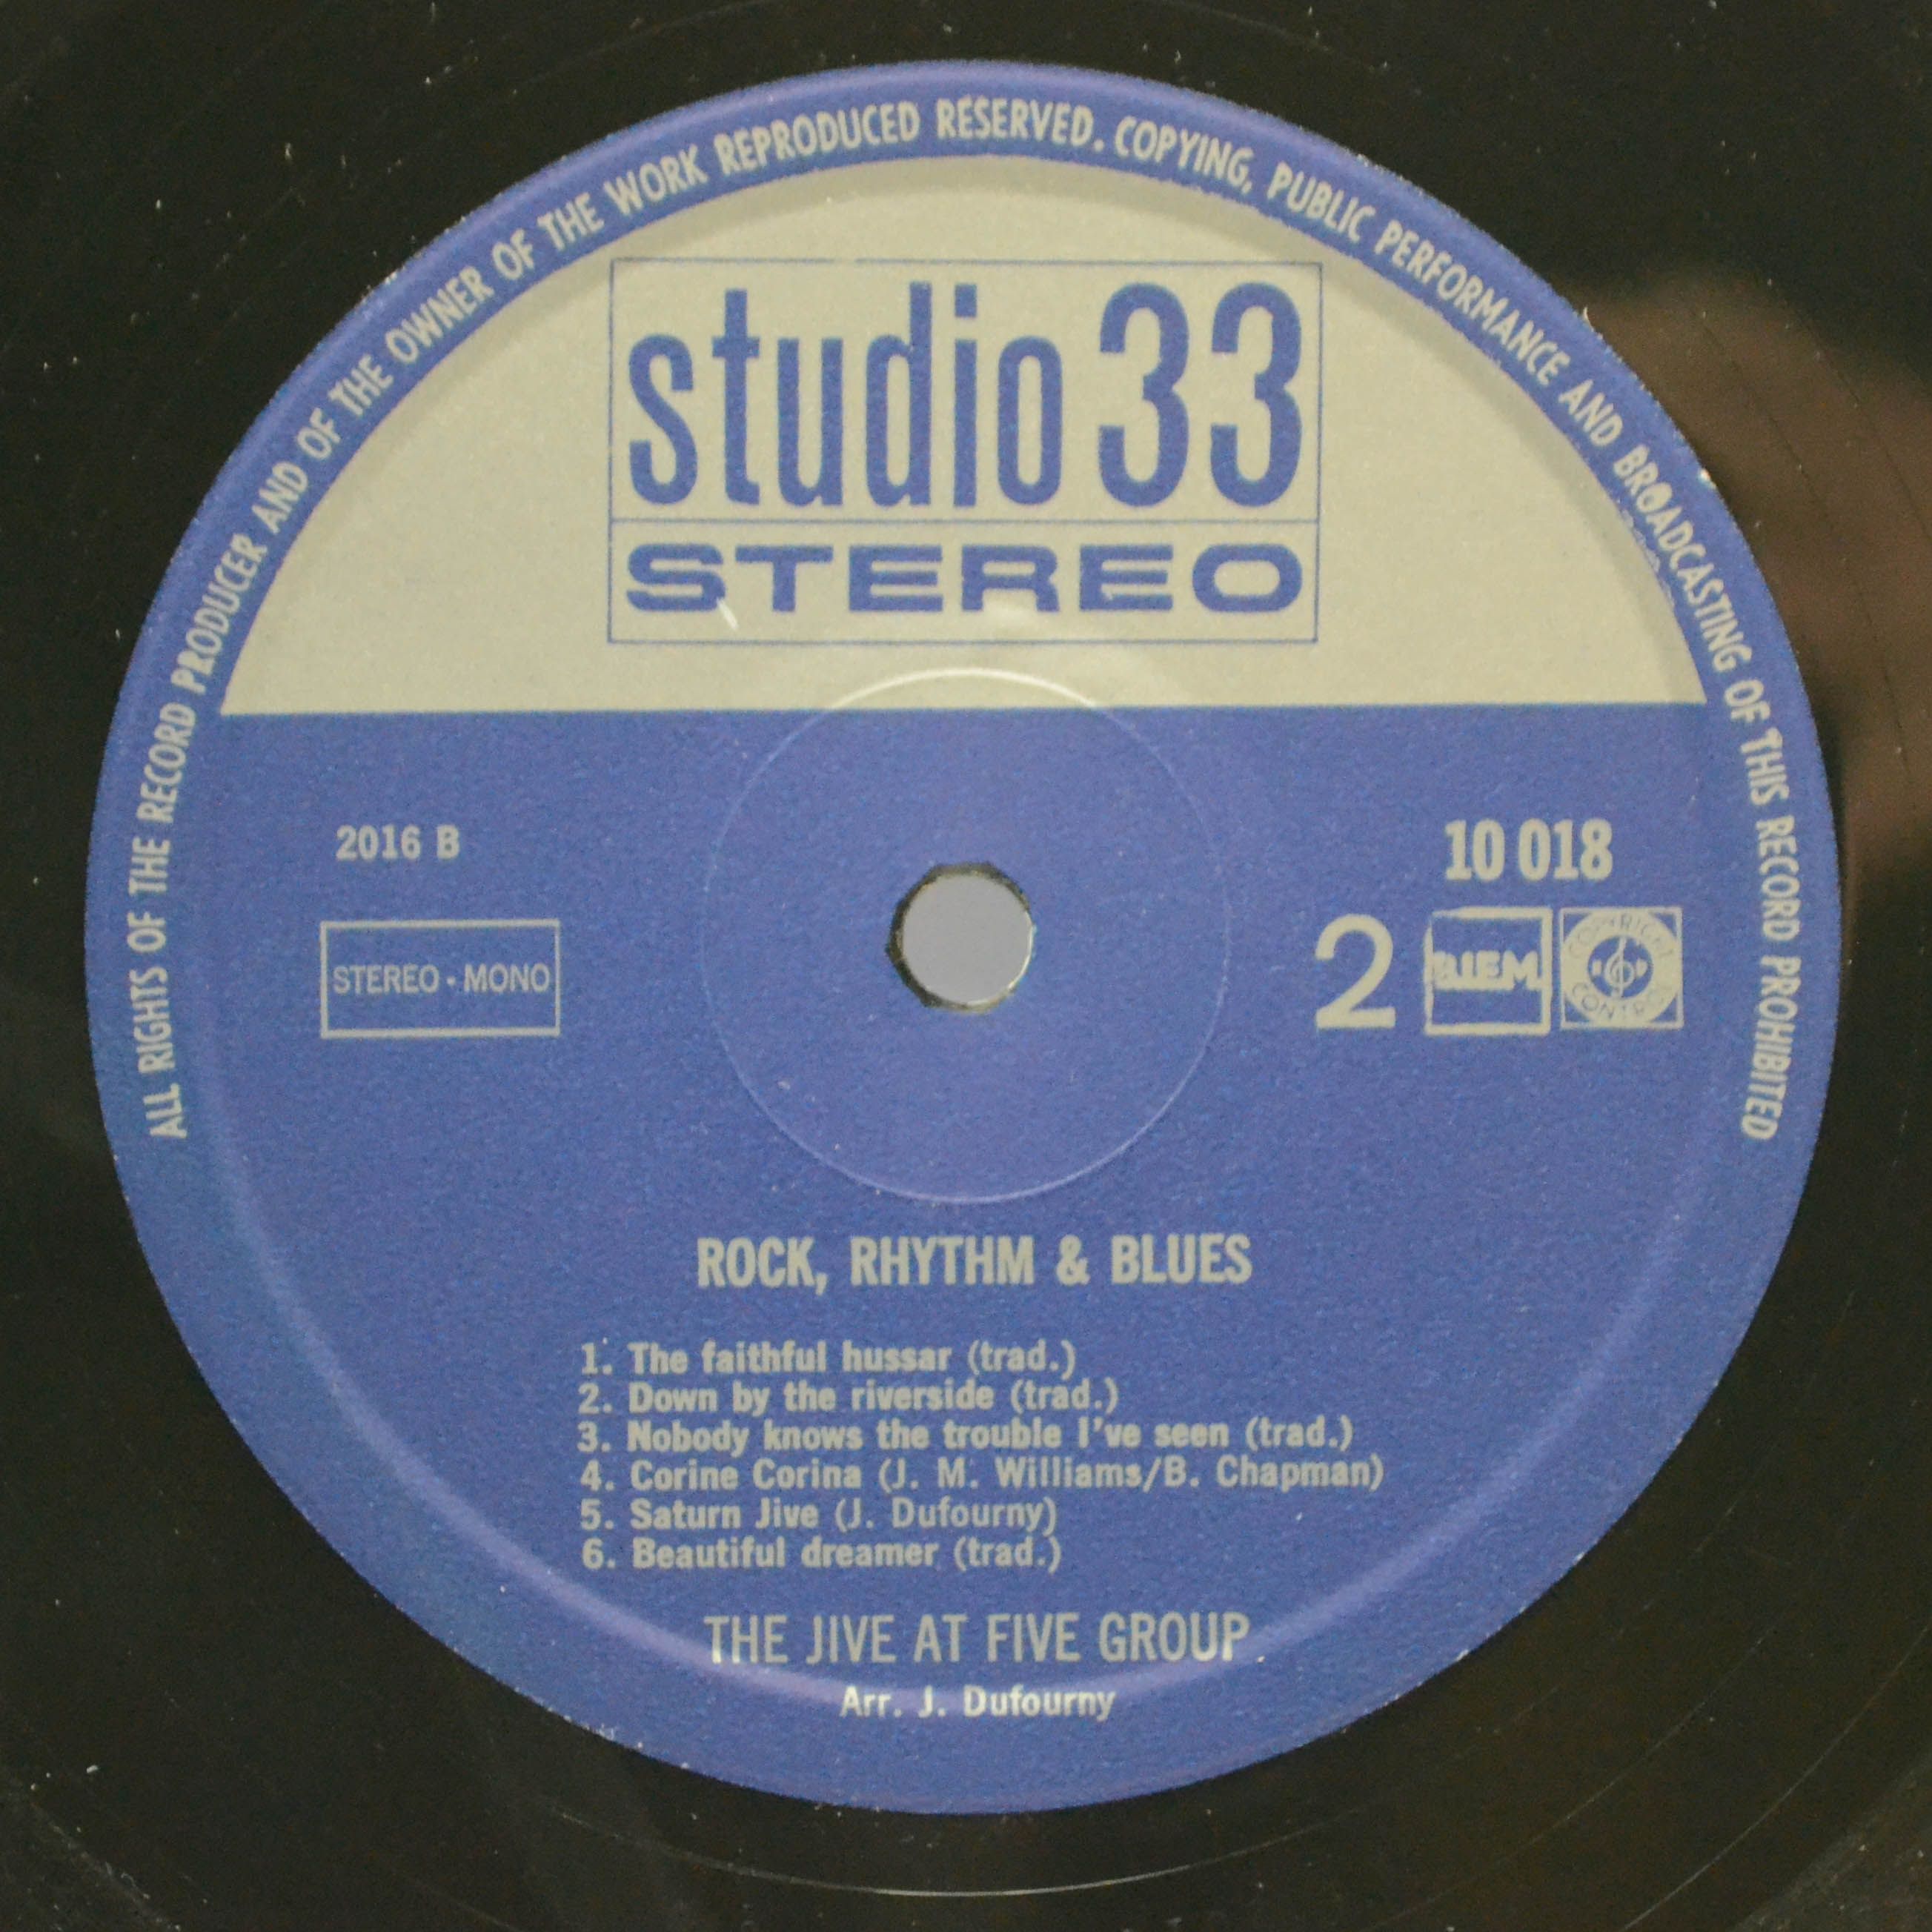 ALL RIGHTS OF THE RECORD PRODUCER AND OF THE OWNER OF THE WORK REPRODUCED RESERVED. COPYING, PUBLIC PERFORMANCE AND BROADCASTING OF THIS RECORD PROHIBITED
studio 33
STEREO
2016 B
10 018
STEREO · MONO
2
B.I.E.M.
COPYRIGHT
CONTROL
ROCK, RHYTHM & BLUES
1. The faithful hussar (trad.)
2. Down by the riverside (trad.)
3. Nobody knows the trouble I've seen (trad.)
4. Corine Corina (J. M. Williams/B. Chapman)
5. Saturn Jive (J. Dufourny)
6. Beautiful dreamer (trad.)
THE JIVE AT FIVE GROUP
Arr. J. Dufourny